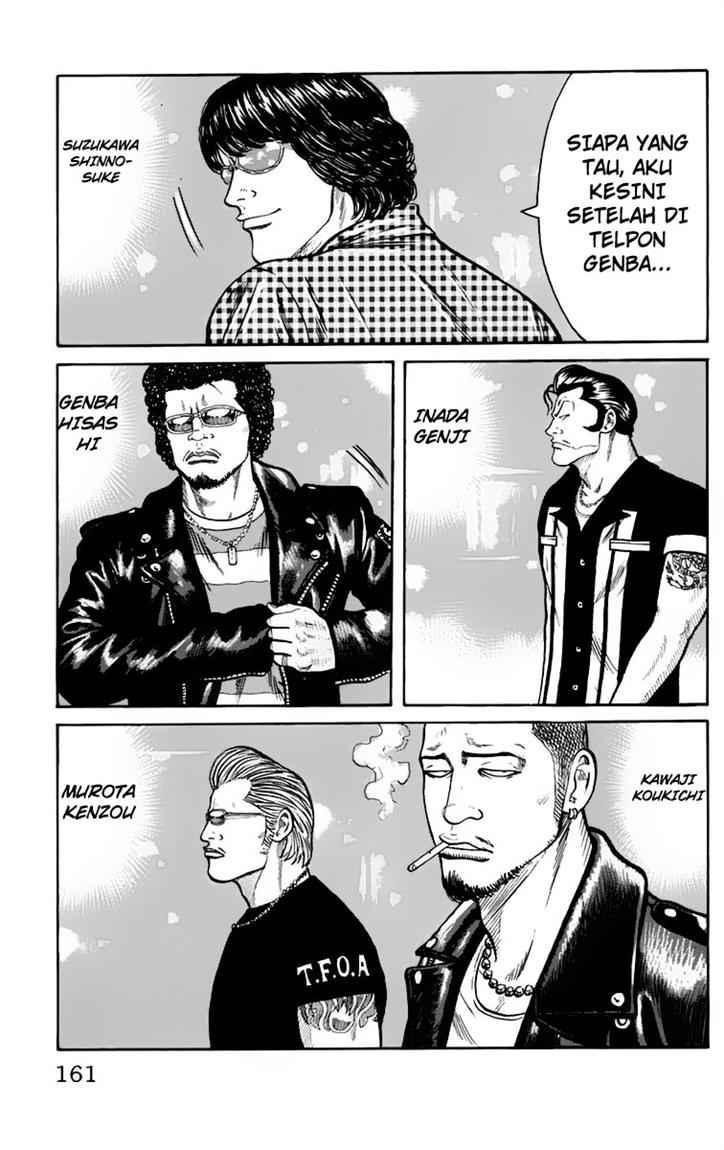 SIAPA YANG
TAU, AKU
KESINI
SETELAH DI
TELPON
GENBA...
SUZUKAWA
SHINNO-
SUKE
INADA
GENJI
GENBA
HISAS
HI
KAWAJI
KOUKICHI
MUROTA
KENZOU
T.F.O.A
161